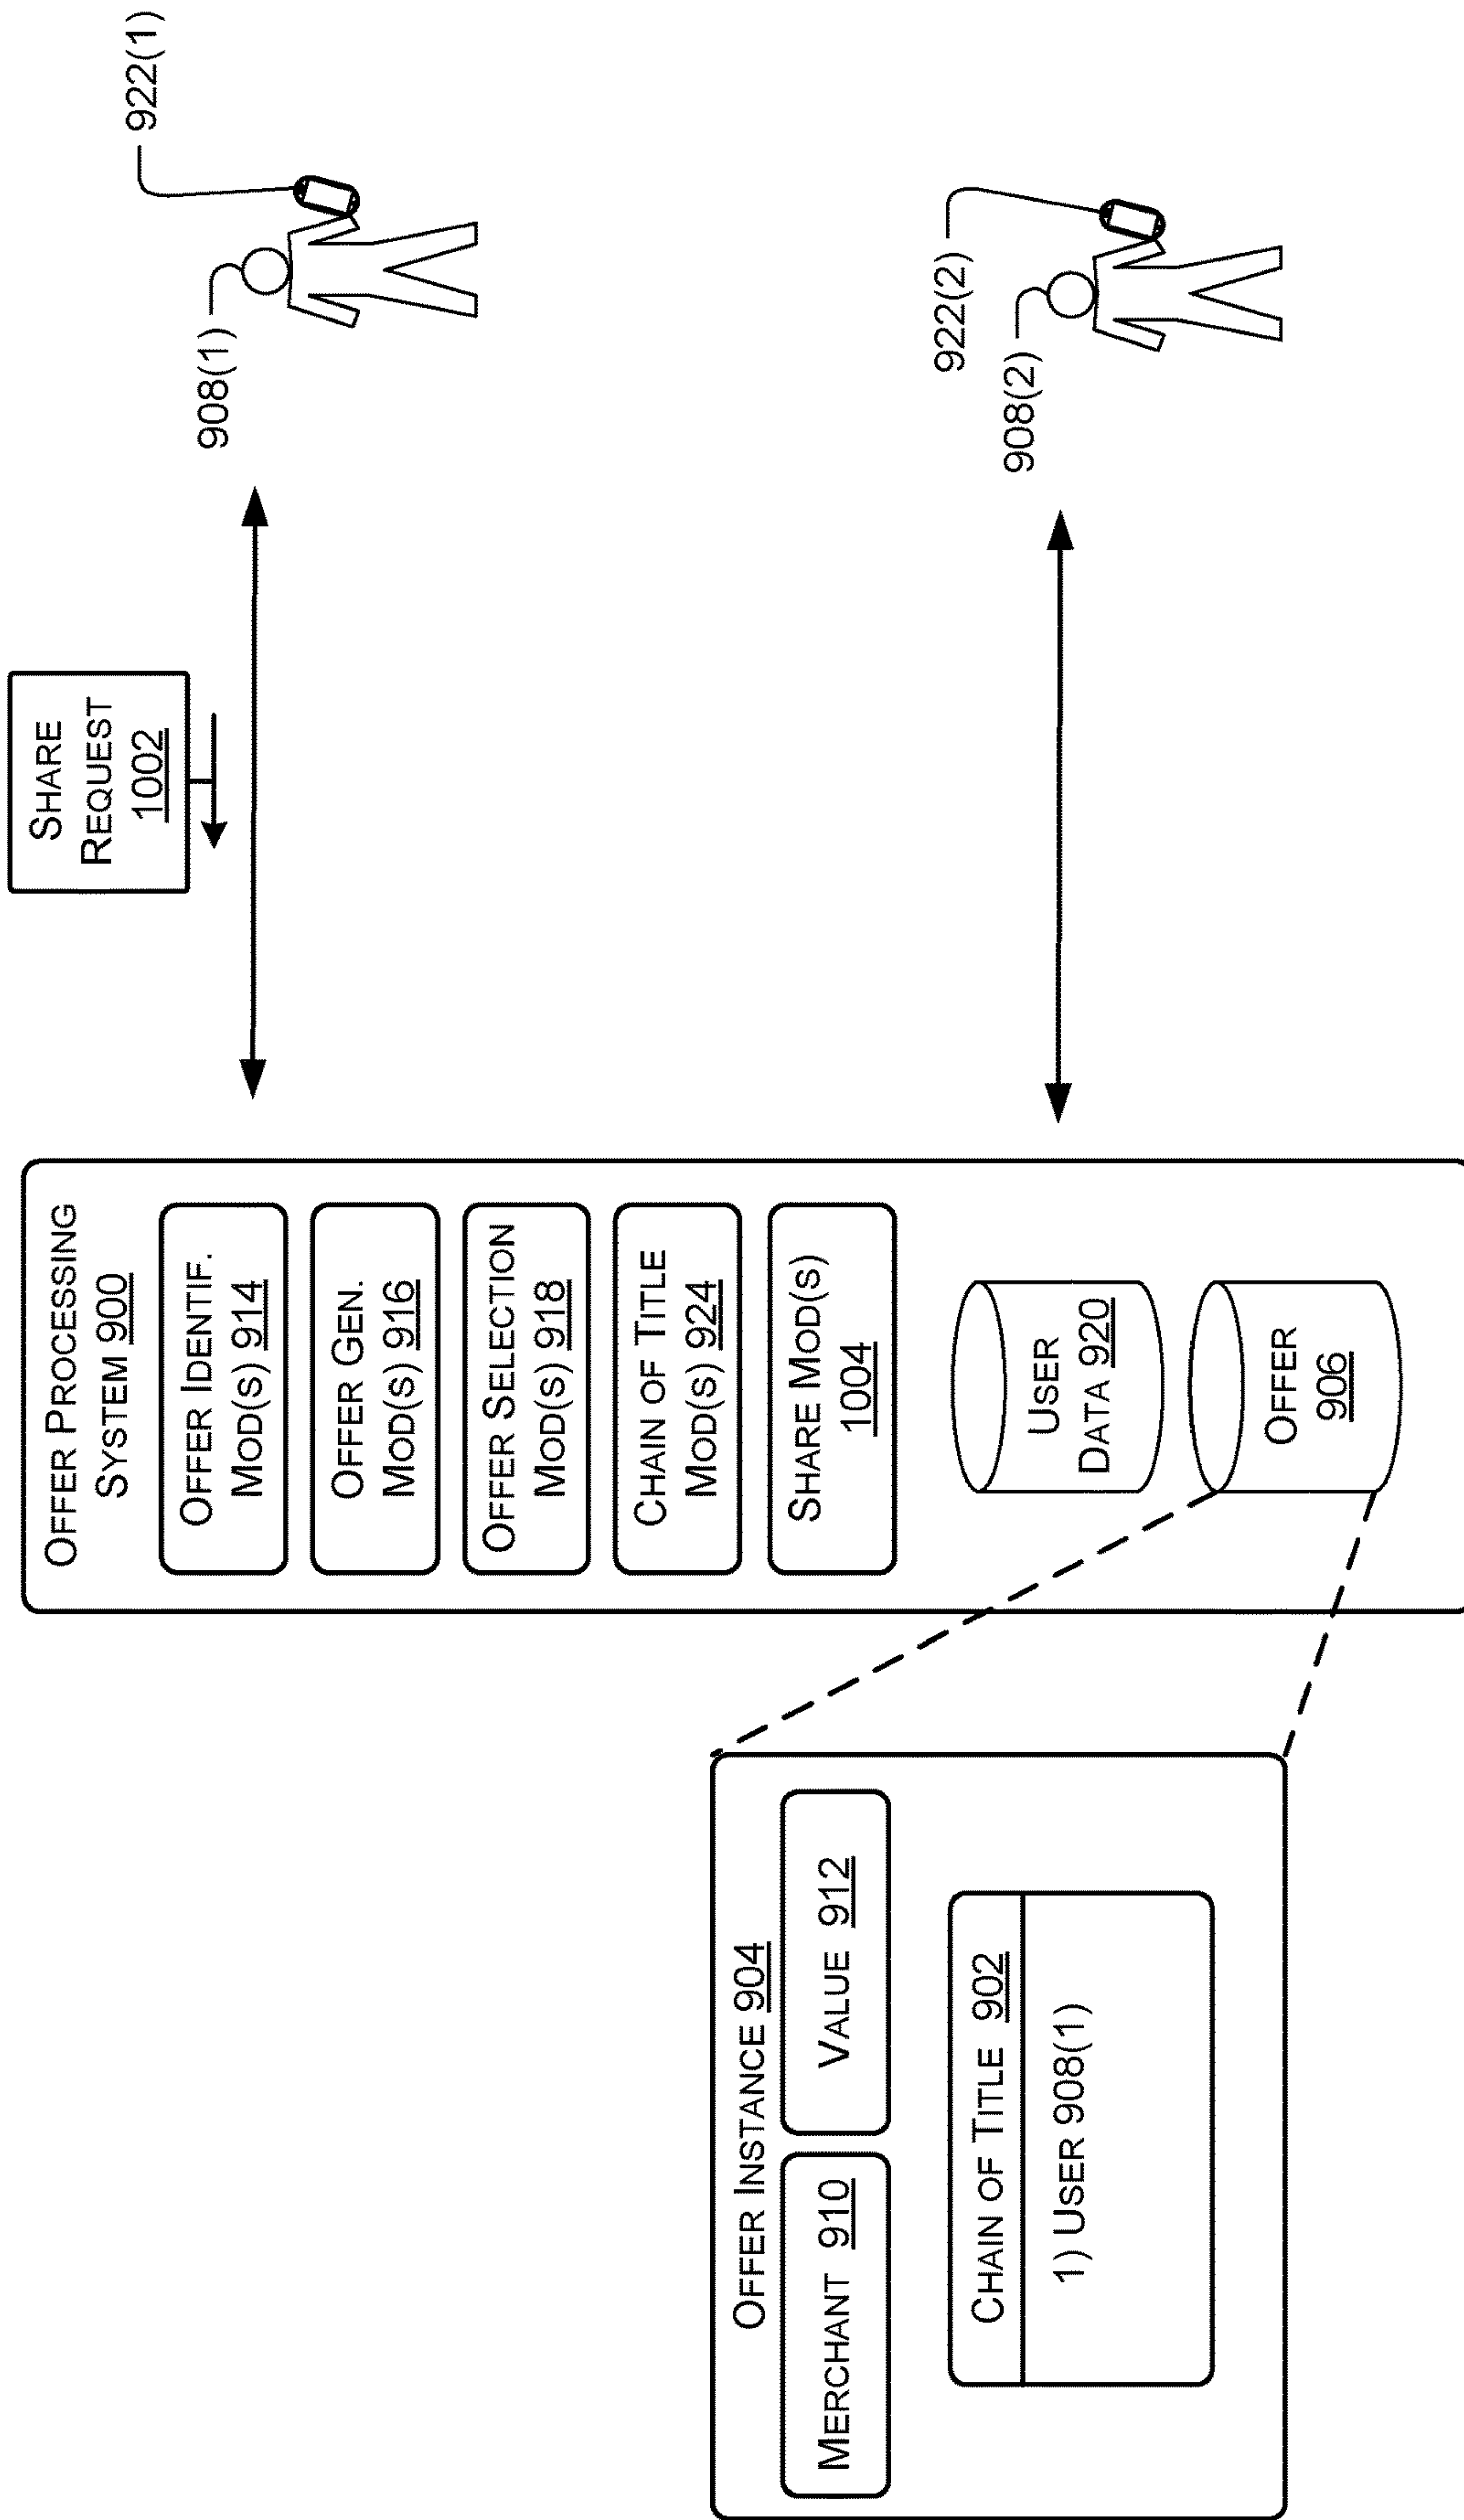 OFFER INSTANCE 904
MERCHANT 910
VALUE 912
CHAIN OF TITLE 902
1) USER 908(1)
OFFER PROCESSING
SYSTEM 900
OFFER IDENTIF.
MOD(S) 914
OFFER GEN.
MOD(S) 916
OFFER SELECTION
MOD(S) 918
CHAIN OF TITLE
MOD(S) 924
SHARE MOD(S)
1004
USER
DATA 920
OFFER
906
SHARE
REQUEST
1002
908(1)
922(1)
922(2)
908(2)